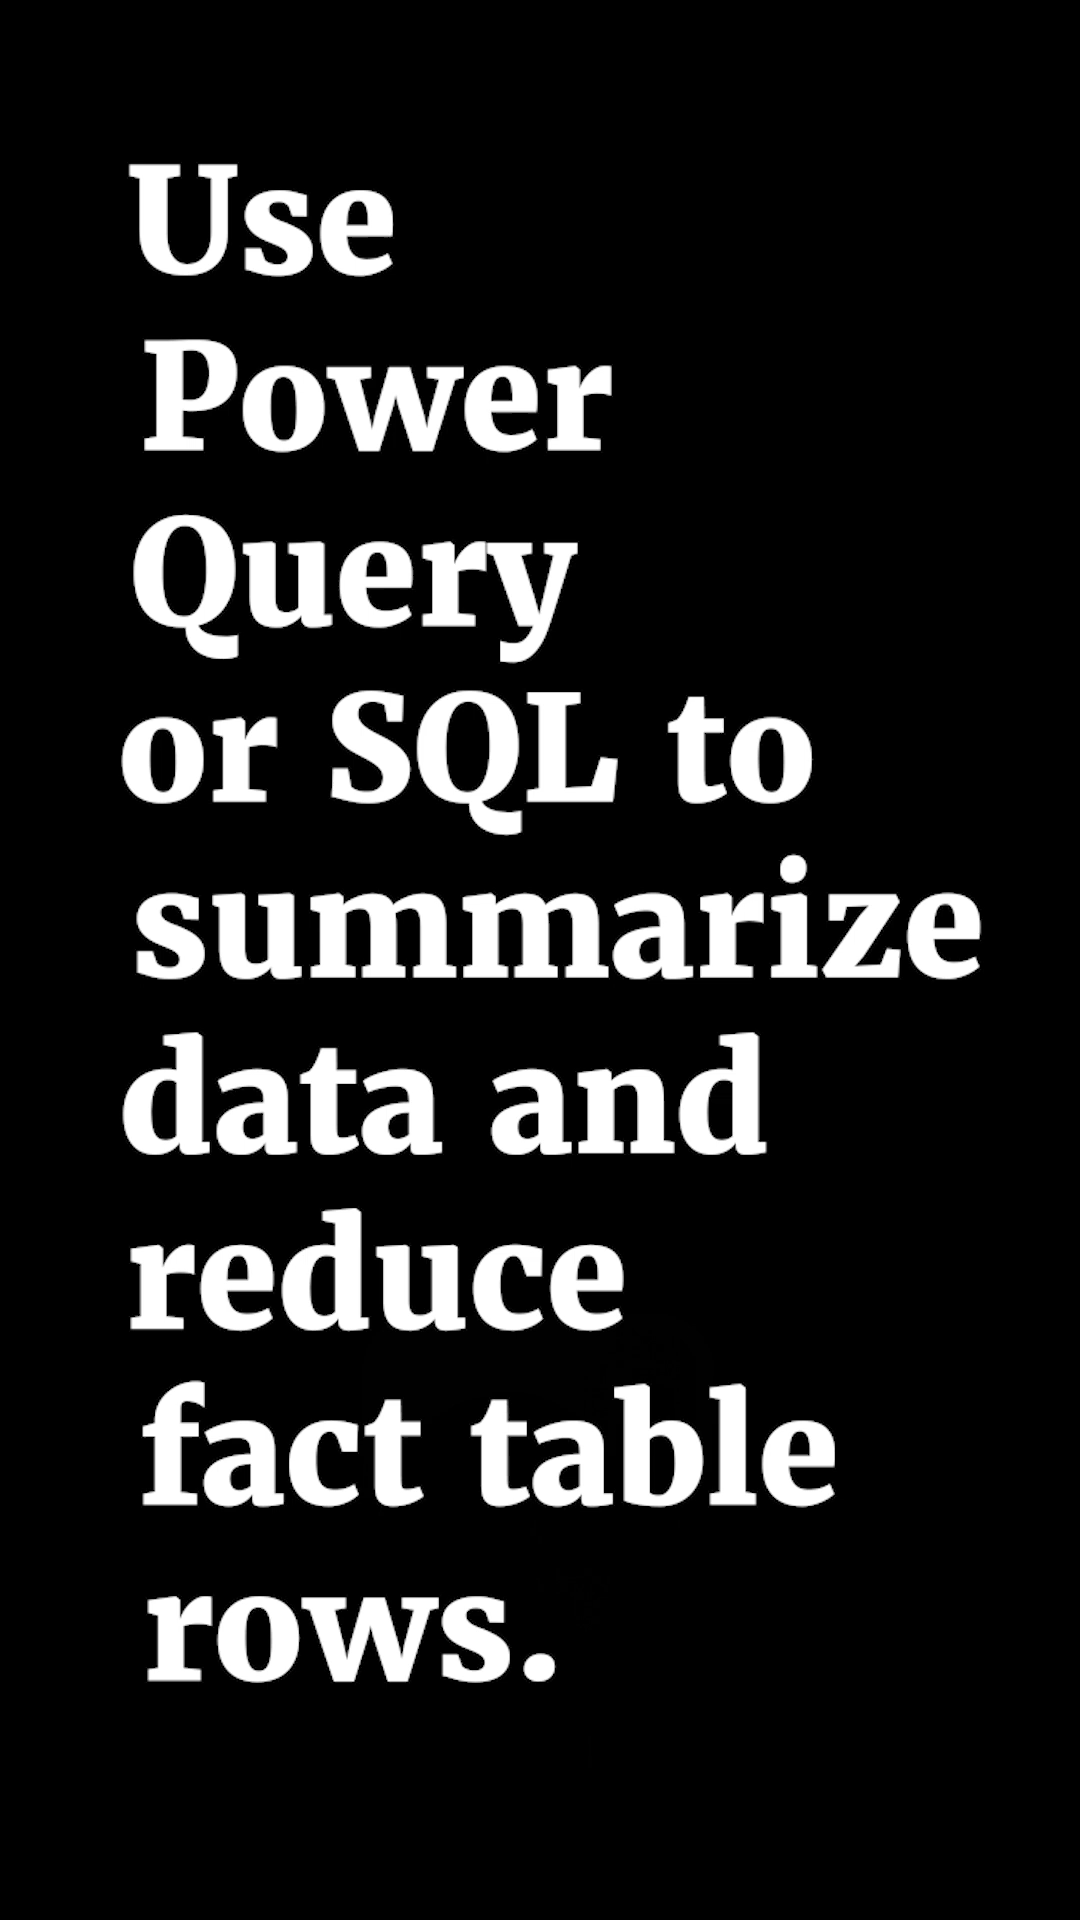 Use
Power
Query
or SQL to
summarize
data and
reduce
fact table
rows.